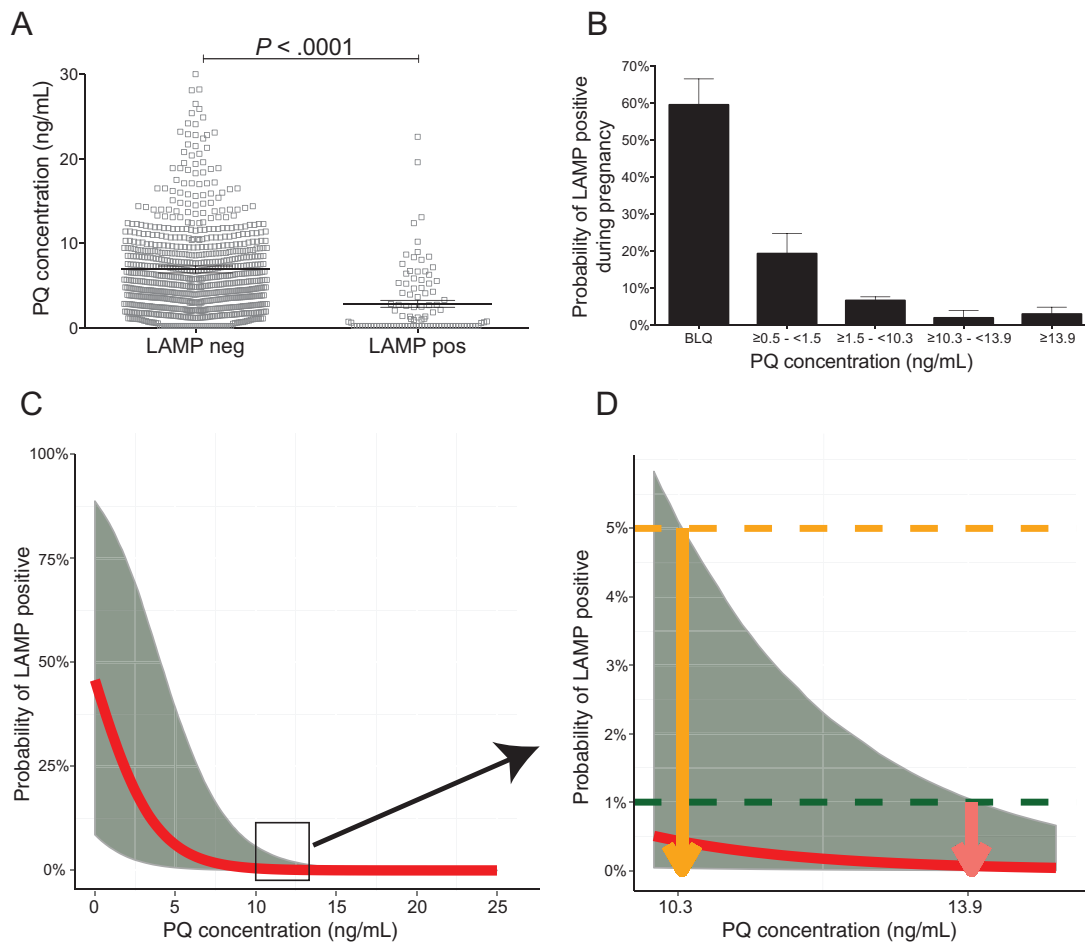 A
P < .0001
PQ concentration (ng/mL)
30
20
10
0
LAMP neg
LAMP pos
B
Probability of LAMP positive
during pregnancy
70%
60%
50%
40%
30%
20%
10%
0%
BLQ
≥0.5 - <1.5
≥1.5 - <10.3
≥10.3 - <13.9
≥13.9
PQ concentration (ng/mL)
C
Probability of LAMP positive
100%
75%
50%
25%
0%
0
5
10
15
20
25
PQ concentration (ng/mL)
D
Probability of LAMP positive
5%
4%
3%
2%
1%
0%
10.3
13.9
PQ concentration (ng/mL)